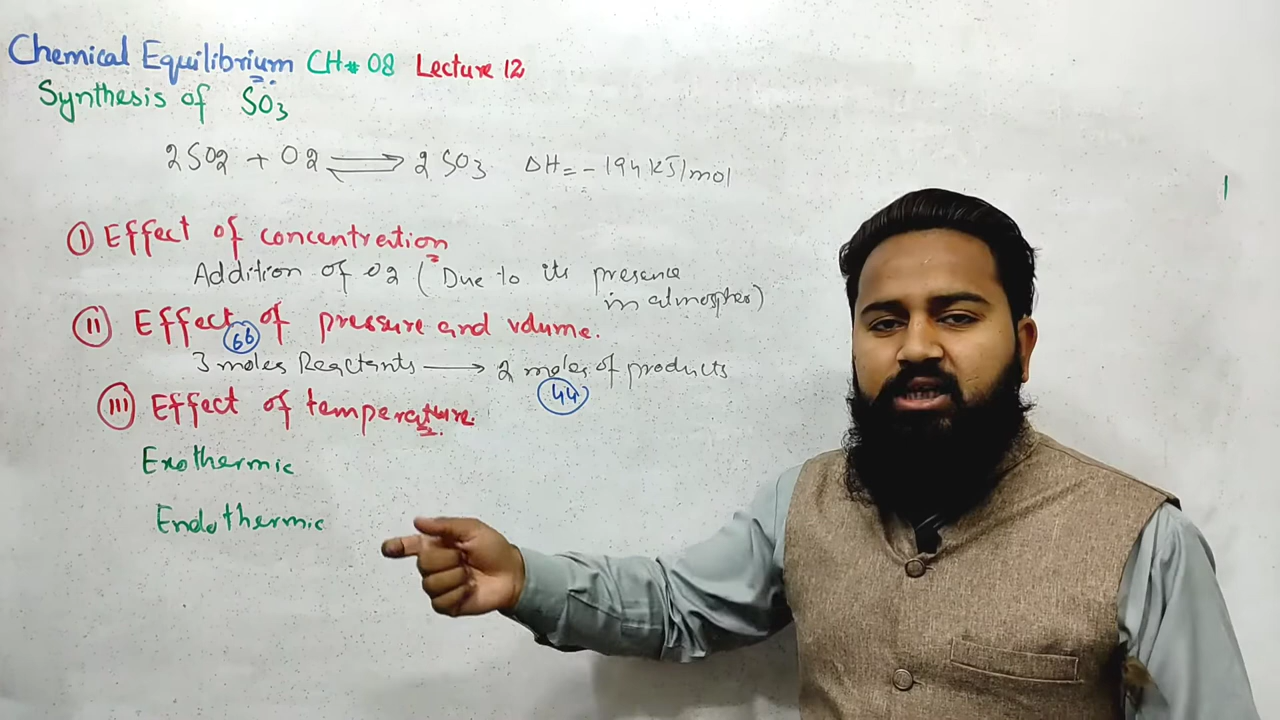 Chemical Equilibrium CH# 08 Lecture 12
Synthesis of SO3
2SO2 + O2 ⇌ 2SO3 ΔH = -194 kJ/mol
① Effect of concentration
Addition of O2 (Due to its presence
in atmospher)
(II) Effect of pressure and volume.
66
3 moles Reactants → 2 moles of products
44
(III) Effect of temperature.
Exothermic
Endothermic